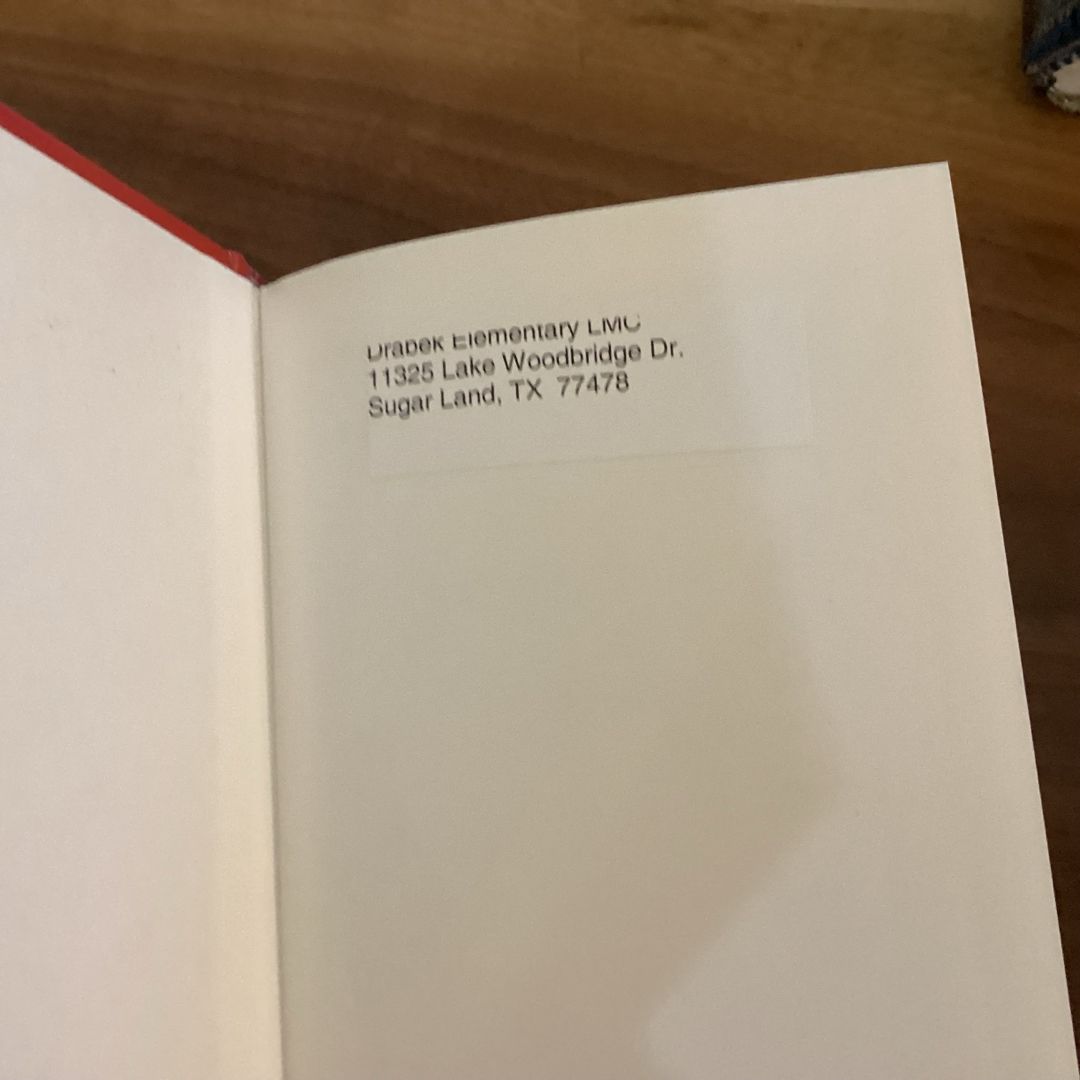 Drabek Elementary LMC
11325 Lake Woodbridge Dr.
Sugar Land, TX 77478